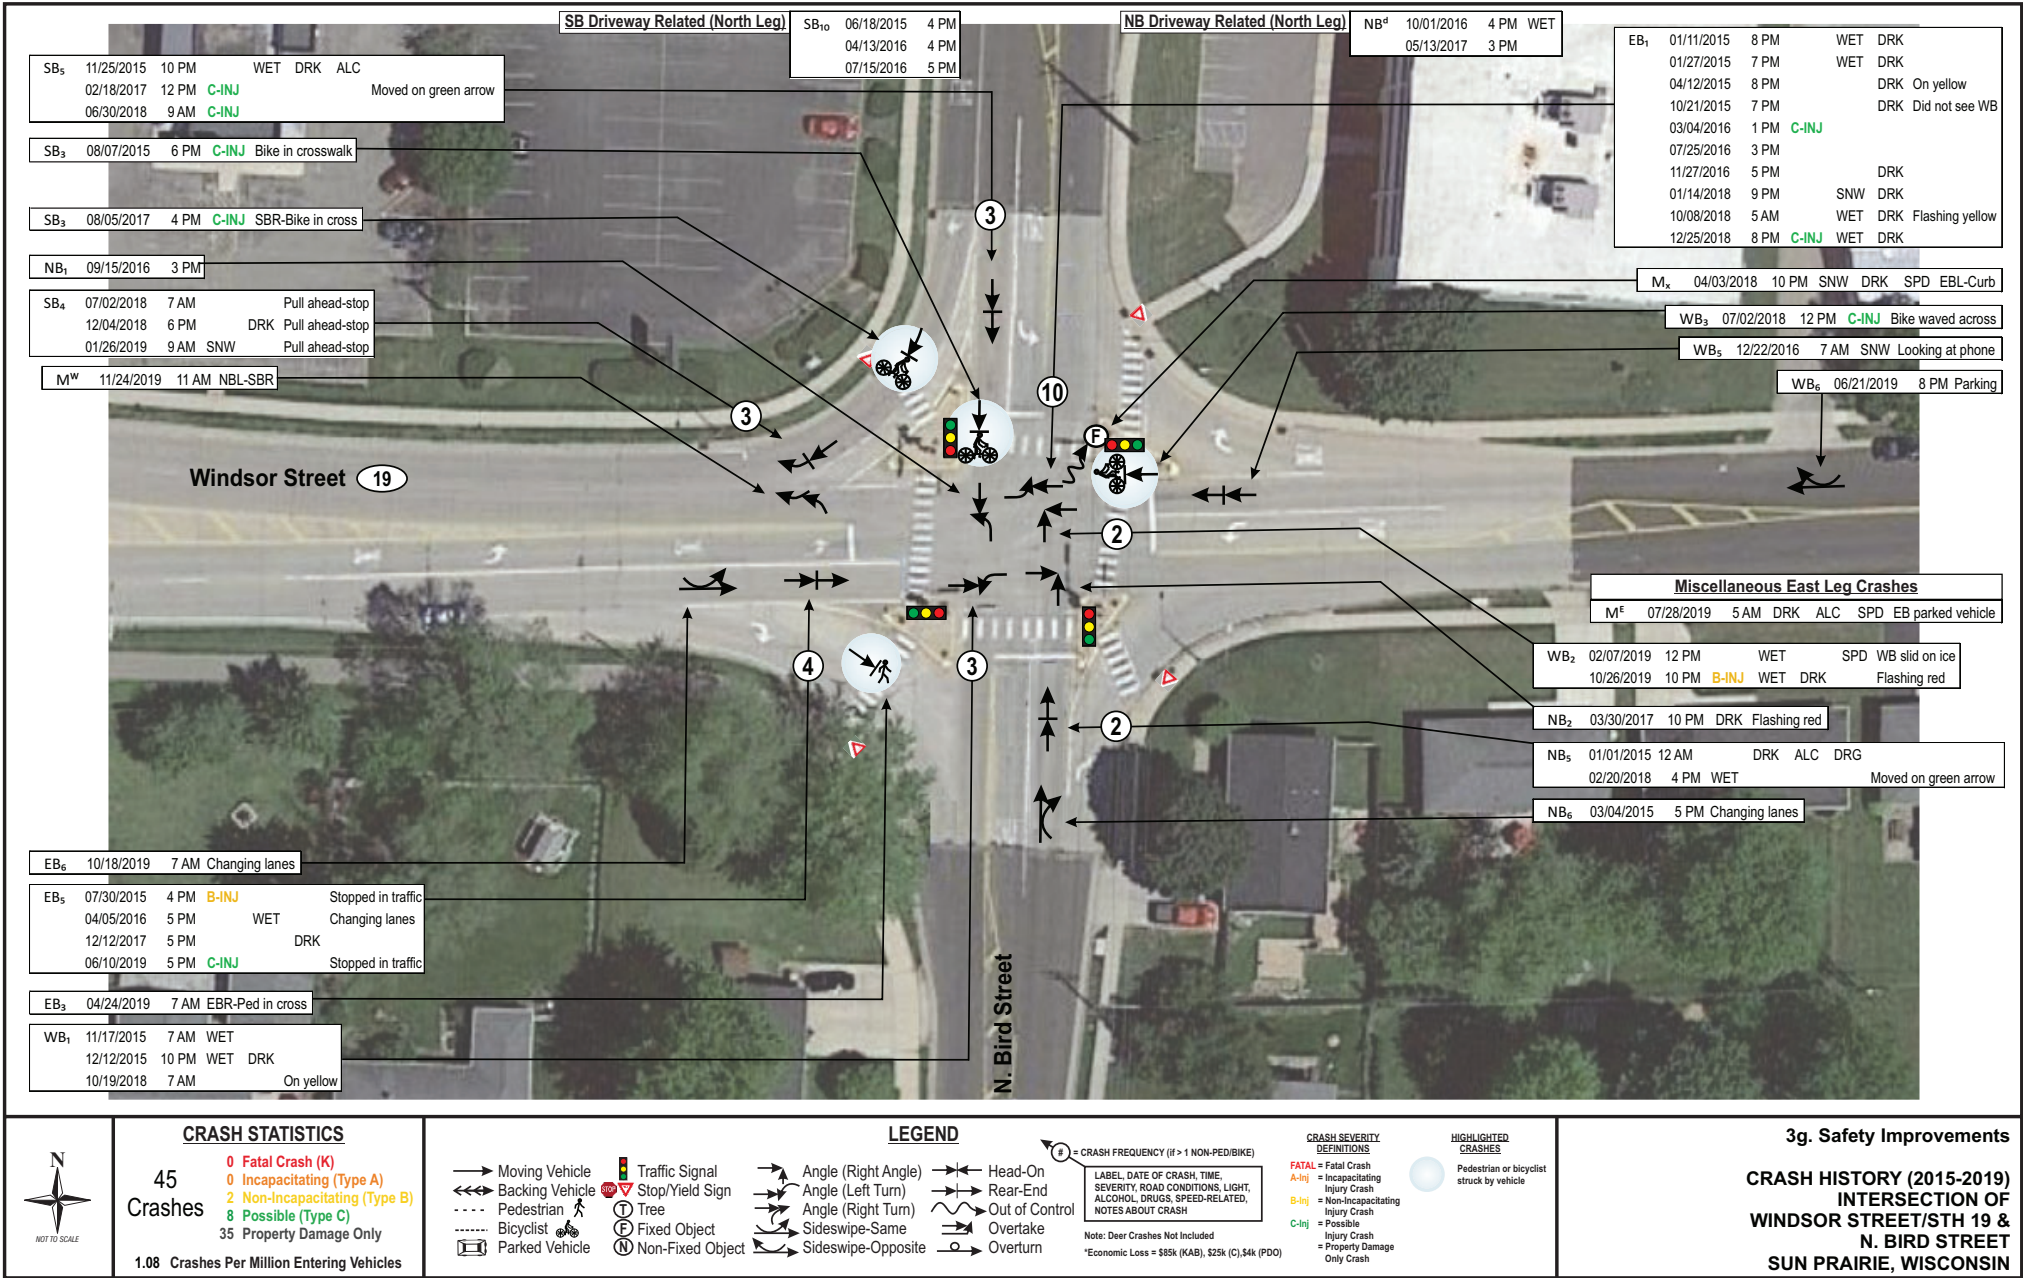 SB Driveway Related (North Leg)
SB10 06/18/2015 4 PM
04/13/2016 4 PM
07/15/2016 5 PM
NB Driveway Related (North Leg)
NBd 10/01/2016 4 PM WET
05/13/2017 3 PM
SB5 11/25/2015 10 PM WET DRK ALC
02/18/2017 12 PM C-INJ Moved on green arrow
06/30/2018 9 AM C-INJ
SB3 08/07/2015 6 PM C-INJ Bike in crosswalk
SB3 08/05/2017 4 PM C-INJ SBR-Bike in cross
NB1 09/15/2016 3 PM
SB4 07/02/2018 7 AM Pull ahead-stop
12/04/2018 6 PM DRK Pull ahead-stop
01/26/2019 9 AM SNW Pull ahead-stop
MW 11/24/2019 11 AM NBL-SBR
EB1 01/11/2015 8 PM WET DRK
01/27/2015 7 PM WET DRK
04/12/2015 8 PM DRK On yellow
10/21/2015 7 PM DRK Did not see WB
03/04/2016 1 PM C-INJ
07/25/2016 3 PM
11/27/2016 5 PM DRK
01/14/2018 9 PM SNW DRK
10/08/2018 5 AM WET DRK Flashing yellow
12/25/2018 8 PM C-INJ WET DRK
Mx 04/03/2018 10 PM SNW DRK SPD EBL-Curb
WB3 07/02/2018 12 PM C-INJ Bike waved across
WB5 12/22/2016 7 AM SNW Looking at phone
WB6 06/21/2019 8 PM Parking
3
10
3
F
Windsor Street 19
2
4
3
2
N. Bird Street
Miscellaneous East Leg Crashes
ME 07/28/2019 5 AM DRK ALC SPD EB parked vehicle
WB2 02/07/2019 12 PM WET SPD WB slid on ice
10/26/2019 10 PM B-INJ WET DRK Flashing red
NB2 03/30/2017 10 PM DRK Flashing red
NB5 01/01/2015 12 AM DRK ALC DRG
02/20/2018 4 PM WET Moved on green arrow
NB6 03/04/2015 5 PM Changing lanes
EB6 10/18/2019 7 AM Changing lanes
EB5 07/30/2015 4 PM B-INJ Stopped in traffic
04/05/2016 5 PM WET Changing lanes
12/12/2017 5 PM DRK
06/10/2019 5 PM C-INJ Stopped in traffic
EB3 04/24/2019 7 AM EBR-Ped in cross
WB1 11/17/2015 7 AM WET
12/12/2015 10 PM WET DRK
10/19/2018 7 AM On yellow
N
NOT TO SCALE
CRASH STATISTICS
45 Crashes
0 Fatal Crash (K)
0 Incapacitating (Type A)
2 Non-Incapacitating (Type B)
8 Possible (Type C)
35 Property Damage Only
1.08 Crashes Per Million Entering Vehicles
LEGEND
Moving Vehicle
Backing Vehicle
Pedestrian
Bicyclist
Parked Vehicle
Traffic Signal
STOP Stop/Yield Sign
T Tree
F Fixed Object
N Non-Fixed Object
Angle (Right Angle)
Angle (Left Turn)
Angle (Right Turn)
Sideswipe-Same
Sideswipe-Opposite
Head-On
Rear-End
Out of Control
Overtake
Overturn
# = CRASH FREQUENCY (if > 1 NON-PED/BIKE)
LABEL, DATE OF CRASH, TIME,
SEVERITY, ROAD CONDITIONS, LIGHT,
ALCOHOL, DRUGS, SPEED-RELATED,
NOTES ABOUT CRASH
Note: Deer Crashes Not Included
*Economic Loss = $85k (KAB), $25k (C),$4k (PDO)
CRASH SEVERITY
DEFINITIONS
FATAL = Fatal Crash
A-Inj = Incapacitating
Injury Crash
B-Inj = Non-Incapacitating
Injury Crash
C-Inj = Possible
Injury Crash
= Property Damage
Only Crash
HIGHLIGHTED
CRASHES
Pedestrian or bicyclist
struck by vehicle
3g. Safety Improvements
CRASH HISTORY (2015-2019)
INTERSECTION OF
WINDSOR STREET/STH 19 &
N. BIRD STREET
SUN PRAIRIE, WISCONSIN